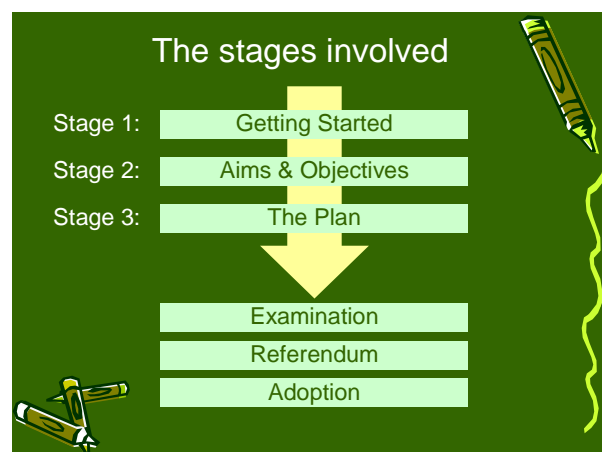 The stages involved
Stage 1: Getting Started
Stage 2: Aims & Objectives
Stage 3: The Plan
Examination
Referendum
Adoption